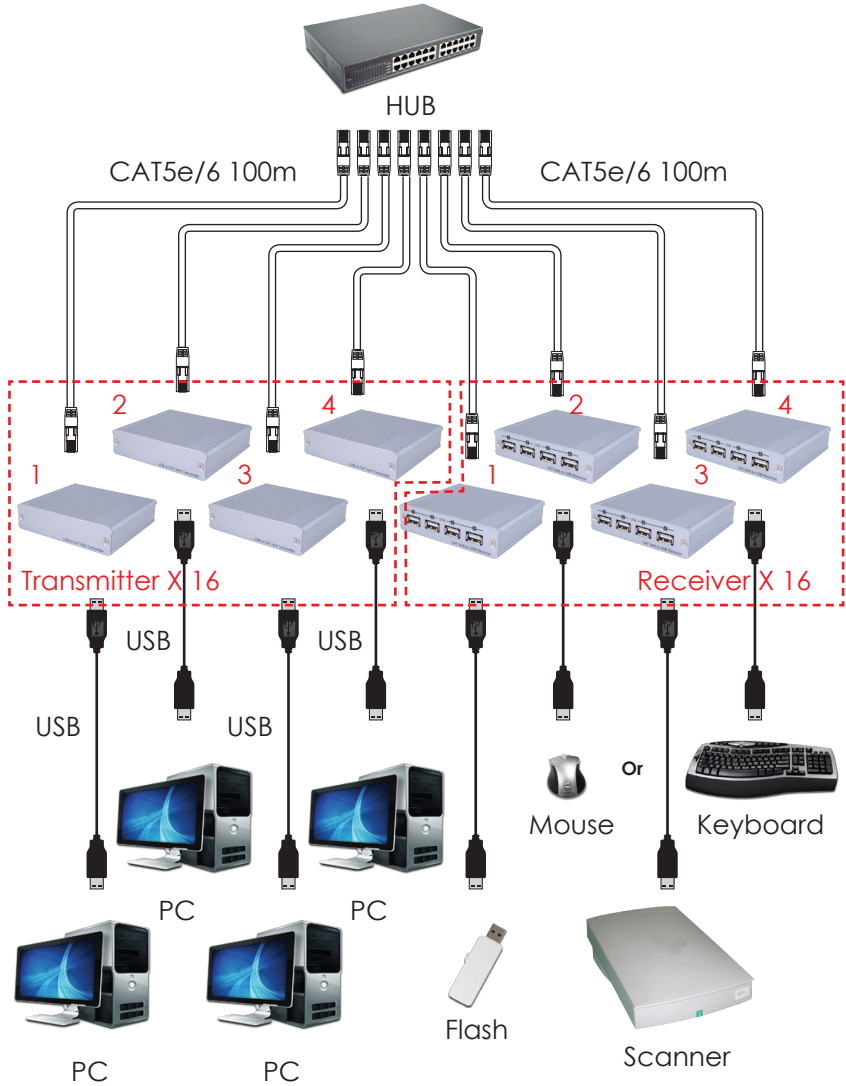 HUB
CAT5e/6 100m
CAT5e/6 100m
2
4
2
4
1
3
1
3
Transmitter X 16
Receiver X 16
USB
USB
USB
USB
Or
Mouse
Keyboard
PC
PC
Flash
Scanner
PC
PC